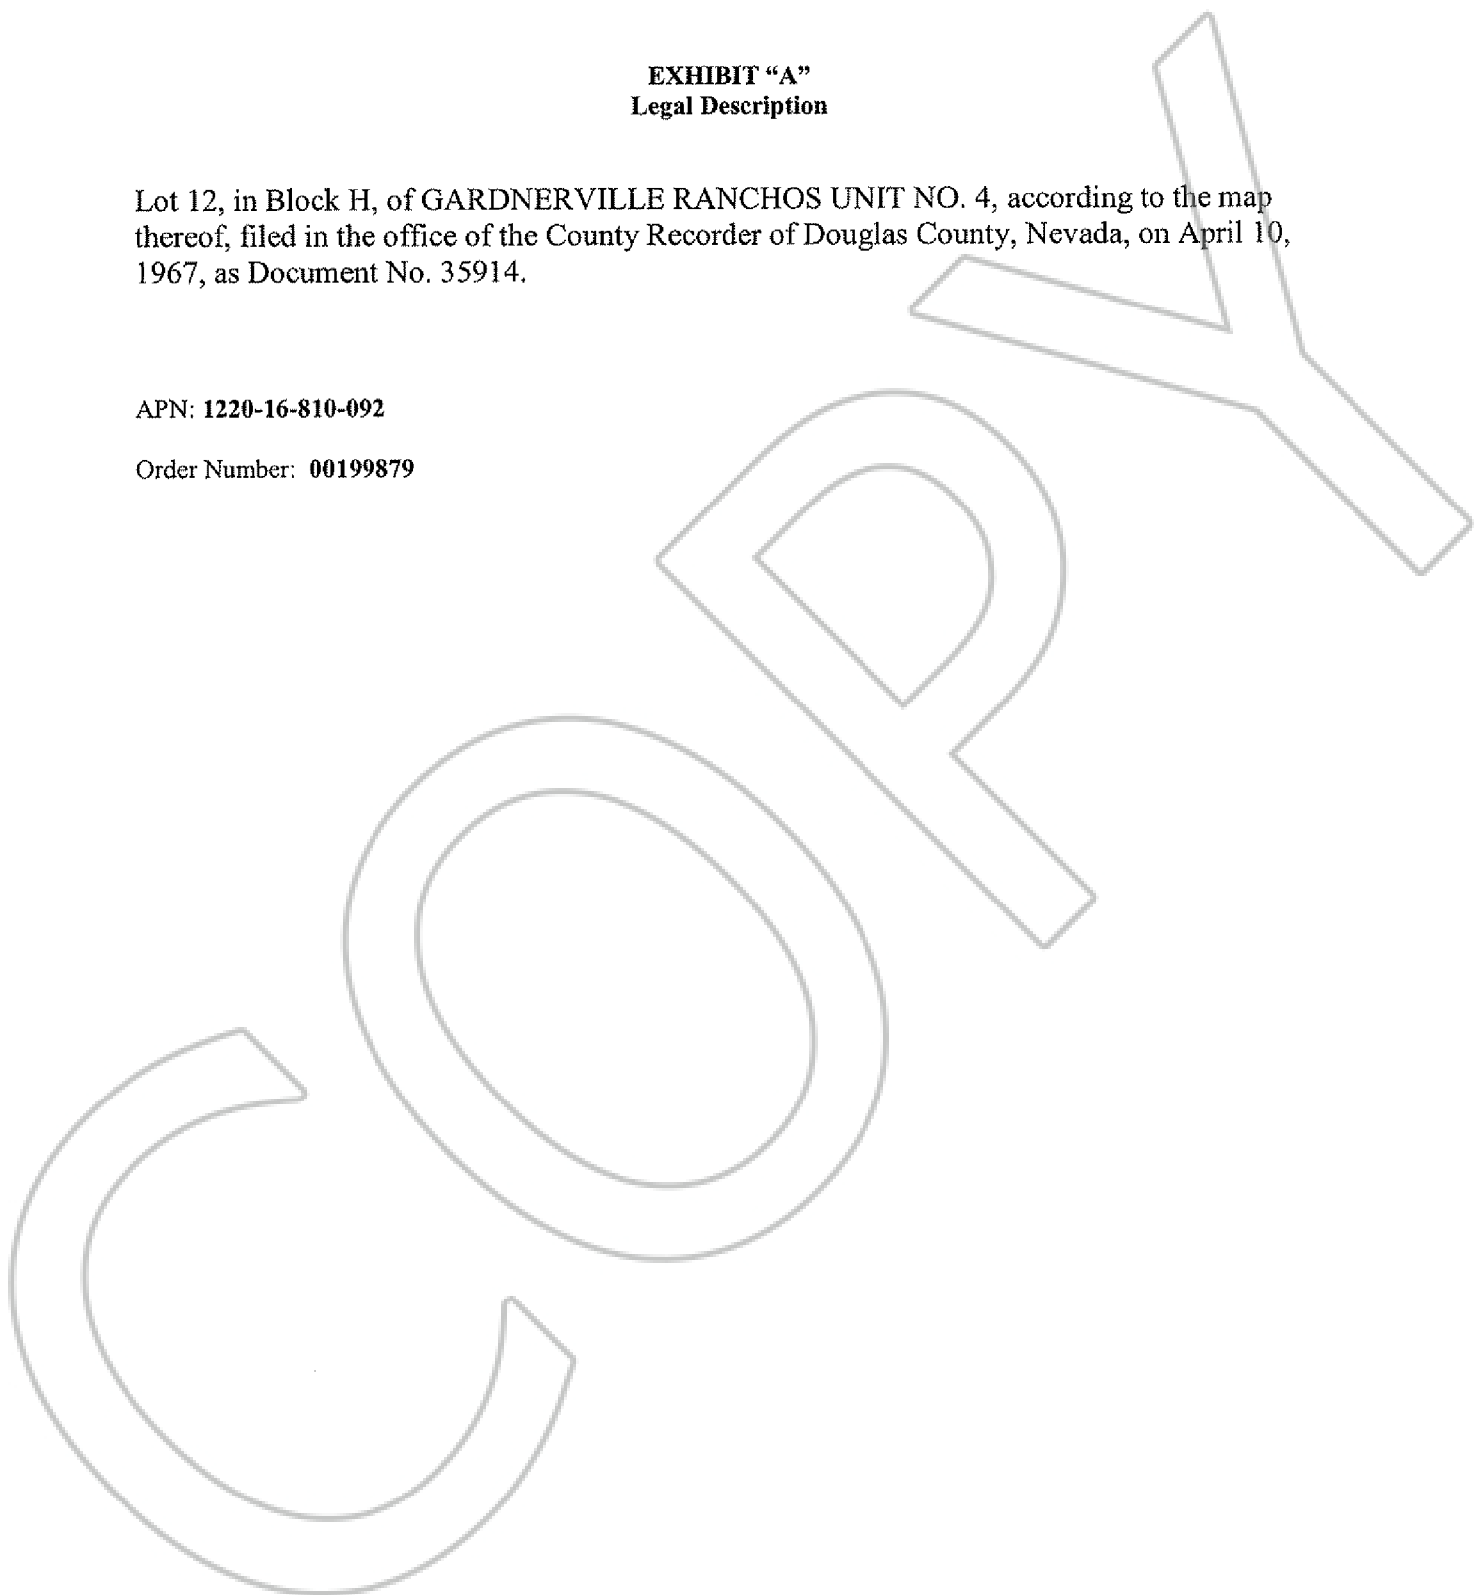 EXHIBIT “A”
Legal Description
Lot 12, in Block H, of GARDNERVILLE RANCHOS UNIT NO. 4, according to the map
thereof, filed in the office of the County Recorder of Douglas County, Nevada, on April 10,
1967, as Document No. 35914.
APN: 1220-16-810-092
Order Number: 00199879
COPY